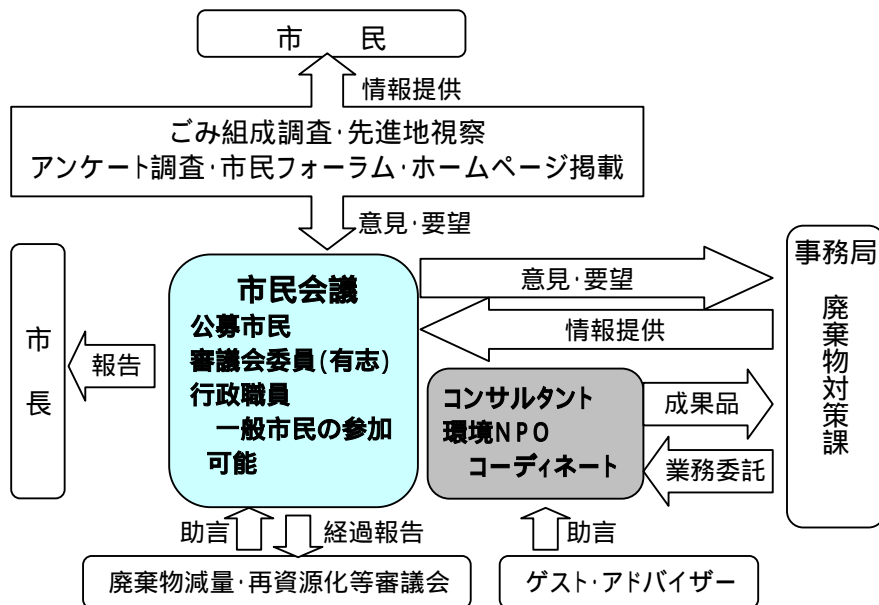 市　　民
情報提供
ごみ組成調査･先進地視察
アンケート調査･市民フォーラム･ホームページ掲載
意見･要望
市民会議
公募市民
審議会委員(有志)
行政職員
一般市民の参加
可能
市
長
報告
意見･要望
情報提供
事務局
廃棄物対策課
コンサルタント
環境NPO
コーディネート
成果品
業務委託
助言
経過報告
助言
廃棄物減量･再資源化等審議会
ゲスト･アドバイザー